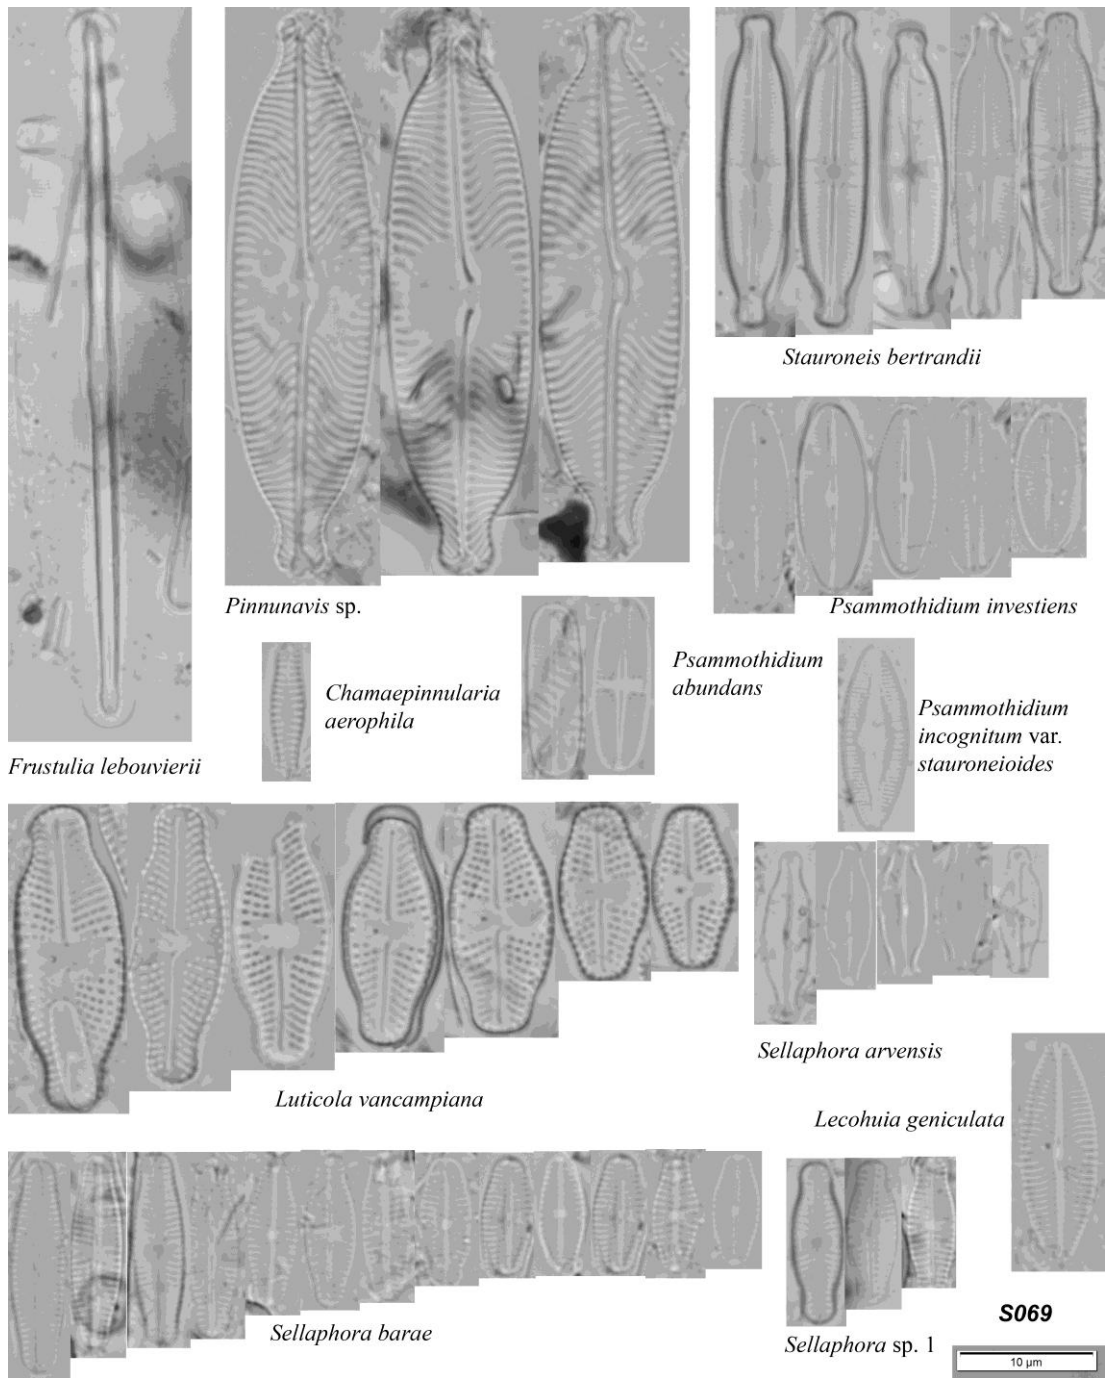 Stauroneis bertrandii
Pinnunavis sp.
Psammothidium investiens
Chamaepinnularia
aerophila
Psammothidium
abundans
Psammothidium
incognitum var.
stauroneioides
Frustulia lebouvierii
Sellaphora arvensis
Luticola vancampiana
Lecohuia geniculata
Sellaphora barae
Sellaphora sp. 1
S069
10 µm